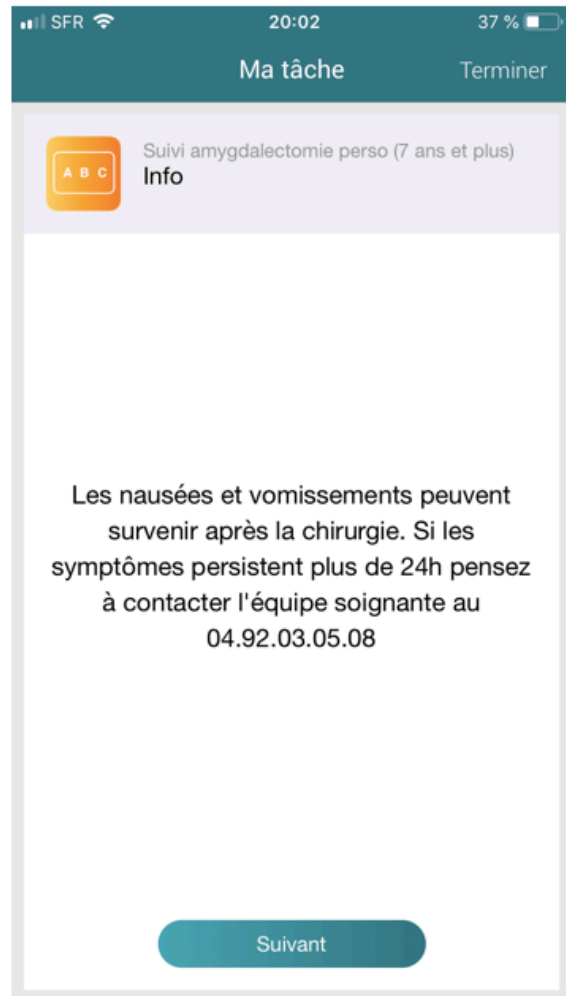 SFR 20:02 37 %
Ma tâche Terminer
Suivi amygdalectomie perso (7 ans et plus)
A B C
Info
Les nausées et vomissements peuvent
survenir après la chirurgie. Si les
symptômes persistent plus de 24h pensez
à contacter l'équipe soignante au
04.92.03.05.08
Suivant